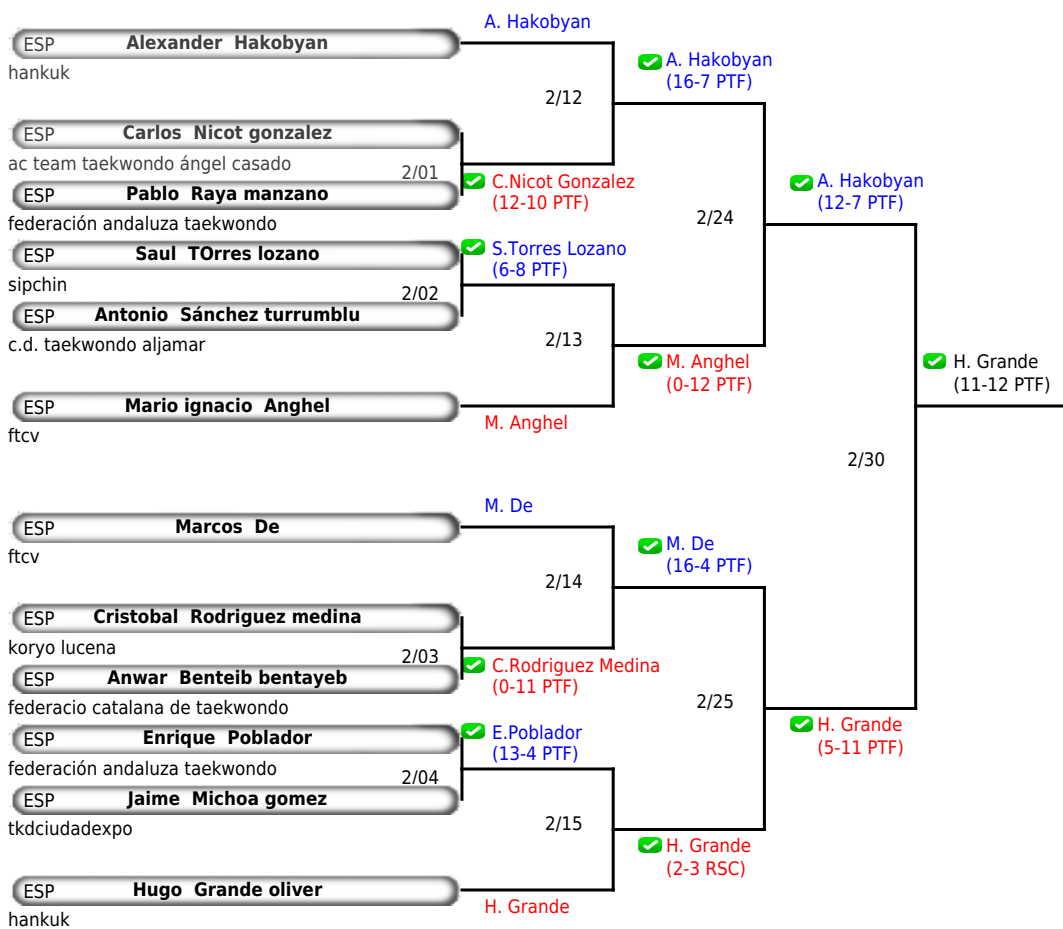 A. Hakobyan
ESP Alexander Hakobyan
hankuk
A. Hakobyan
(16-7 PTF)
2/12
ESP Carlos Nicot gonzalez
ac team taekwondo ángel casado
2/01
C.Nicot Gonzalez
(12-10 PTF)
ESP Pablo Raya manzano
federación andaluza taekwondo
A. Hakobyan
(12-7 PTF)
2/24
ESP Saul TOrres lozano
sipchin
S.Torres Lozano
(6-8 PTF)
2/02
ESP Antonio Sánchez turrumblu
c.d. taekwondo aljamar
2/13
M. Anghel
(0-12 PTF)
H. Grande
(11-12 PTF)
ESP Mario ignacio Anghel
ftcv
M. Anghel
2/30
M. De
ESP Marcos De
ftcv
M. De
(16-4 PTF)
2/14
ESP Cristobal Rodriguez medina
koryo lucena
2/03
C.Rodriguez Medina
(0-11 PTF)
ESP Anwar Benteib bentayeb
federacio catalana de taekwondo
2/25
H. Grande
(5-11 PTF)
ESP Enrique Poblador
federación andaluza taekwondo
E.Poblador
(13-4 PTF)
2/04
ESP Jaime Michoa gomez
tkdciudadexpo
2/15
H. Grande
(2-3 RSC)
ESP Hugo Grande oliver
hankuk
H. Grande